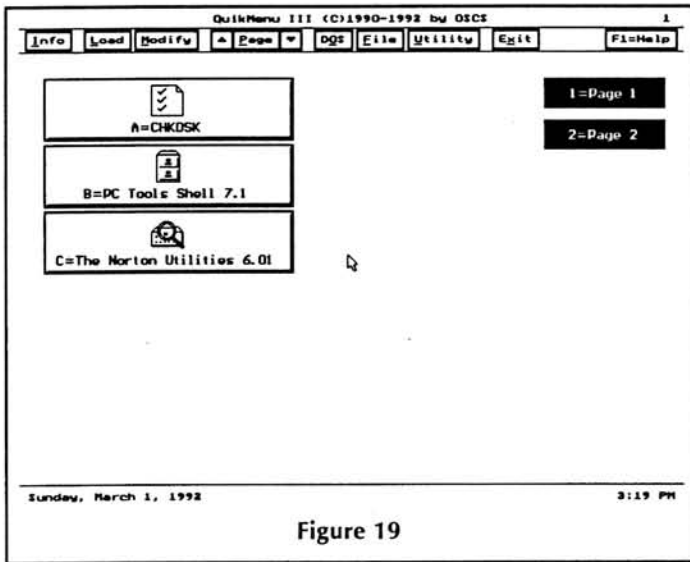 QuikMenu III (C)1990-1992 by OSCS 1
Info Load Modify ▲ Page ▼ DOS File Utility Exit F1=Help
A=CHKDSK
B=PC Tools Shell 7.1
C=The Norton Utilities 6.01
1=Page 1
2=Page 2
Sunday, March 1, 1992 3:19 PM
Figure 19